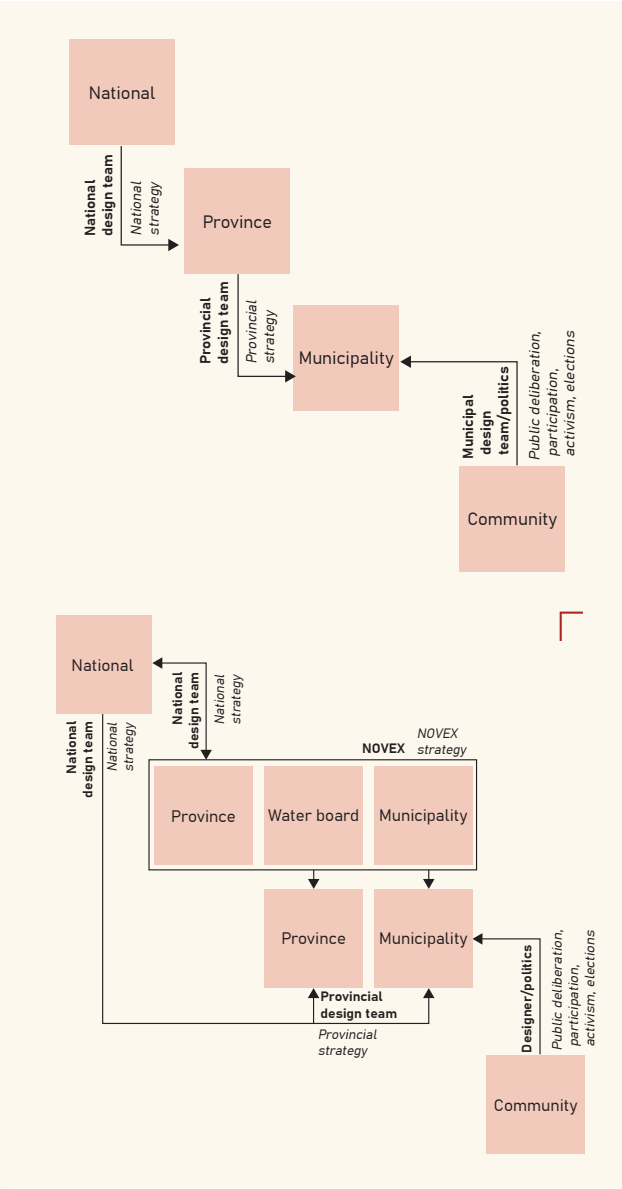 National
National
design team
National
strategy
Province
Provincial
design team
Provincial
strategy
Municipality
Municipal
design
team/politics
Public deliberation,
participation,
activism, elections
Community
National
National
design team
National
strategy
National
design team
National
strategy
NOVEX
NOVEX
strategy
Province
Water board
Municipality
Province
Municipality
Provincial
design team
Provincial
strategy
Designer/politics
Public deliberation,
participation,
activism, elections
Community